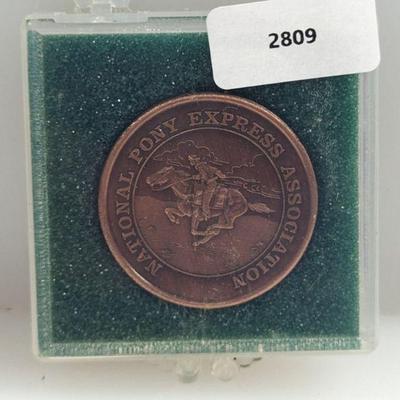 2809
NATIONAL PONY EXPRESS ASSOCIATION